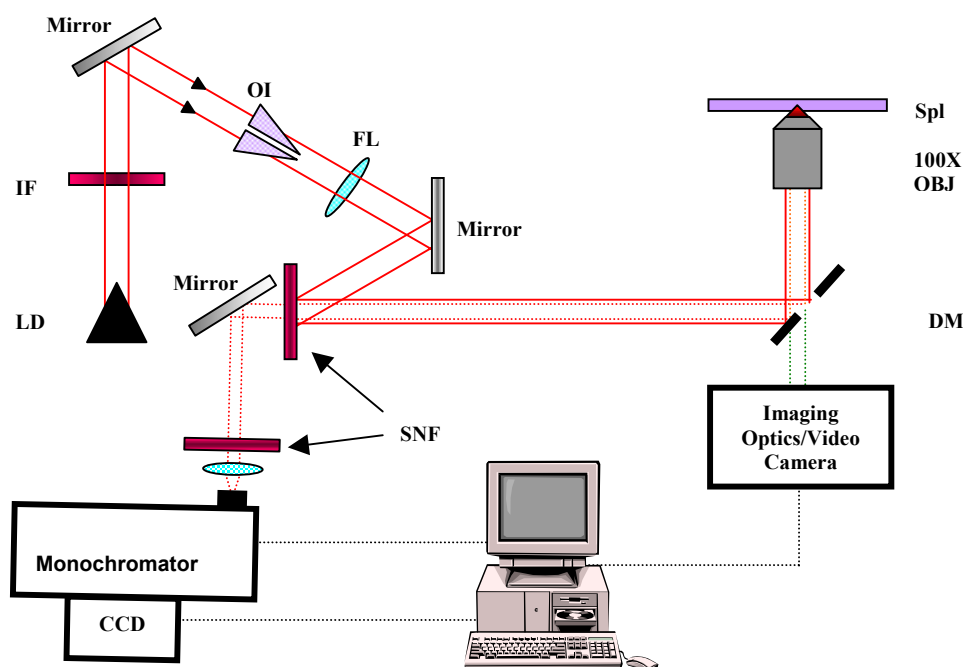 Mirror
OI
Spl
FL
100X
OBJ
IF
Mirror
Mirror
LD
DM
SNF
Imaging
Optics/Video
Camera
Monochromator
CCD